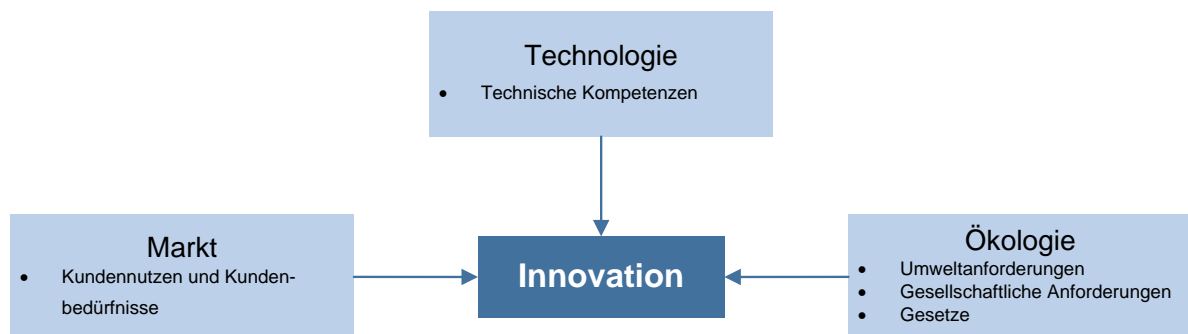 Technologie
• Technische Kompetenzen
Markt
• Kundennutzen und Kunden-
bedürfnisse
Innovation
Ökologie
• Umweltanforderungen
• Gesellschaftliche Anforderungen
• Gesetze